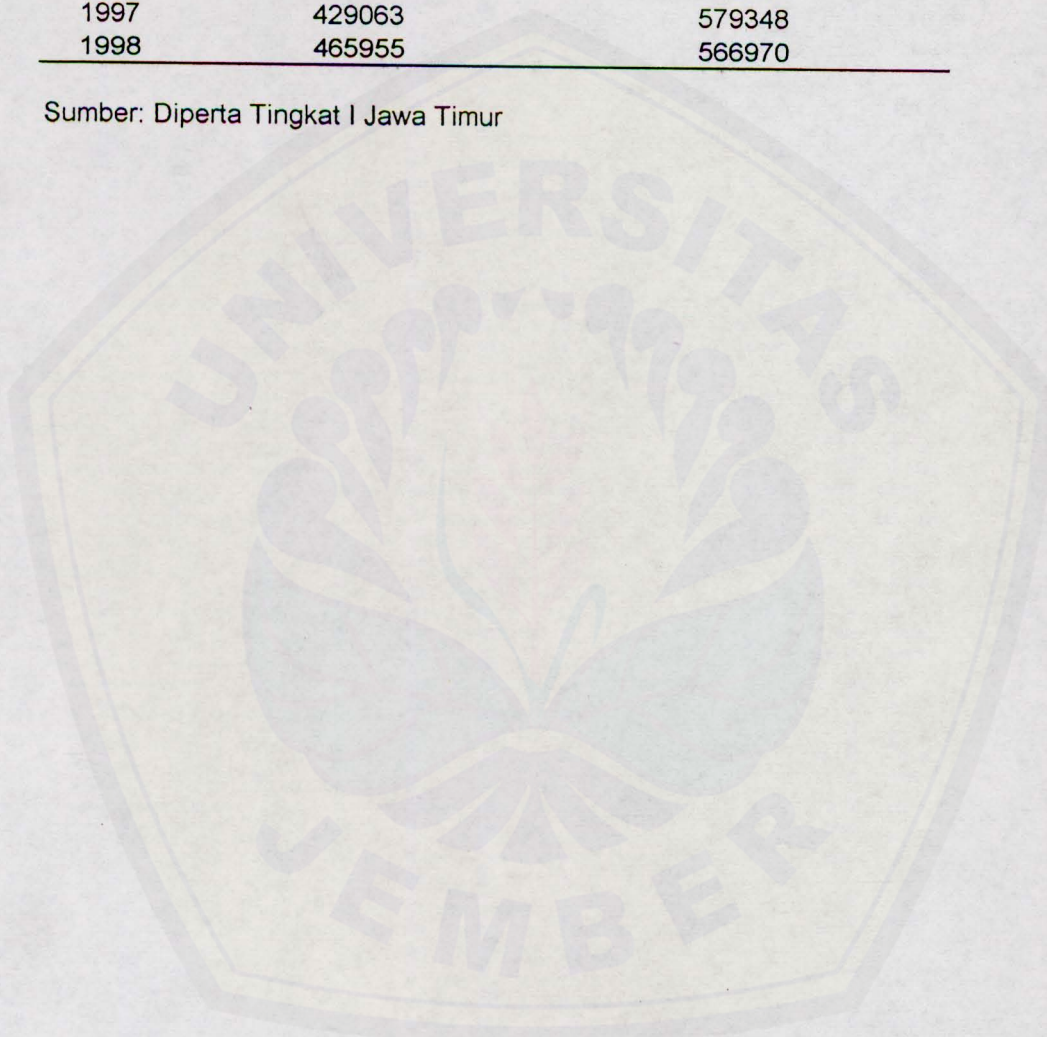 1997 429063 579348
1998 465955 566970
Sumber: Diperta Tingkat I Jawa Timur
UNIVERSITAS
JEMBER